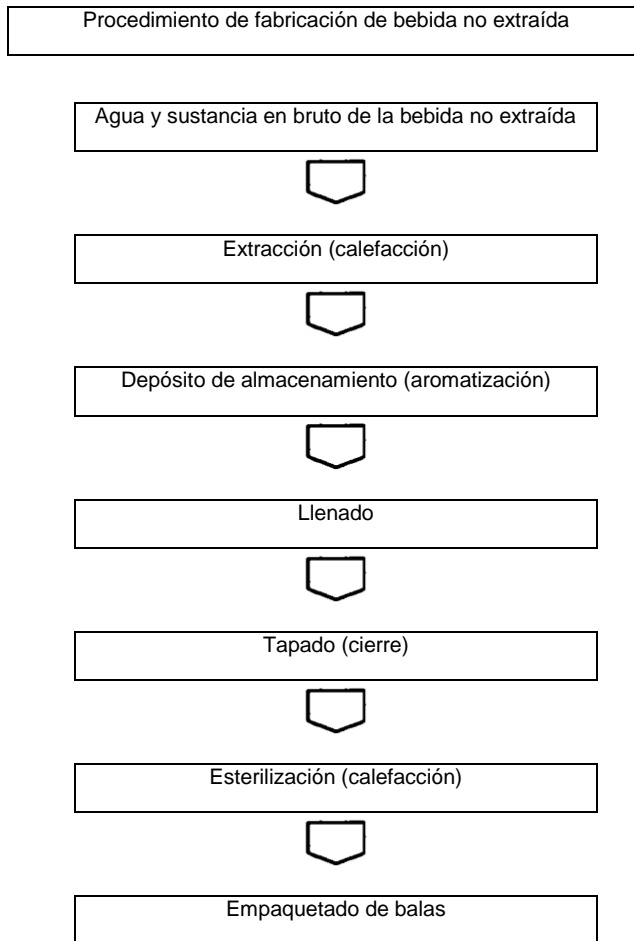 Procedimiento de fabricación de bebida no extraída
Agua y sustancia en bruto de la bebida no extraída
Extracción (calefacción)
Depósito de almacenamiento (aromatización)
Llenado
Tapado (cierre)
Esterilización (calefacción)
Empaquetado de balas